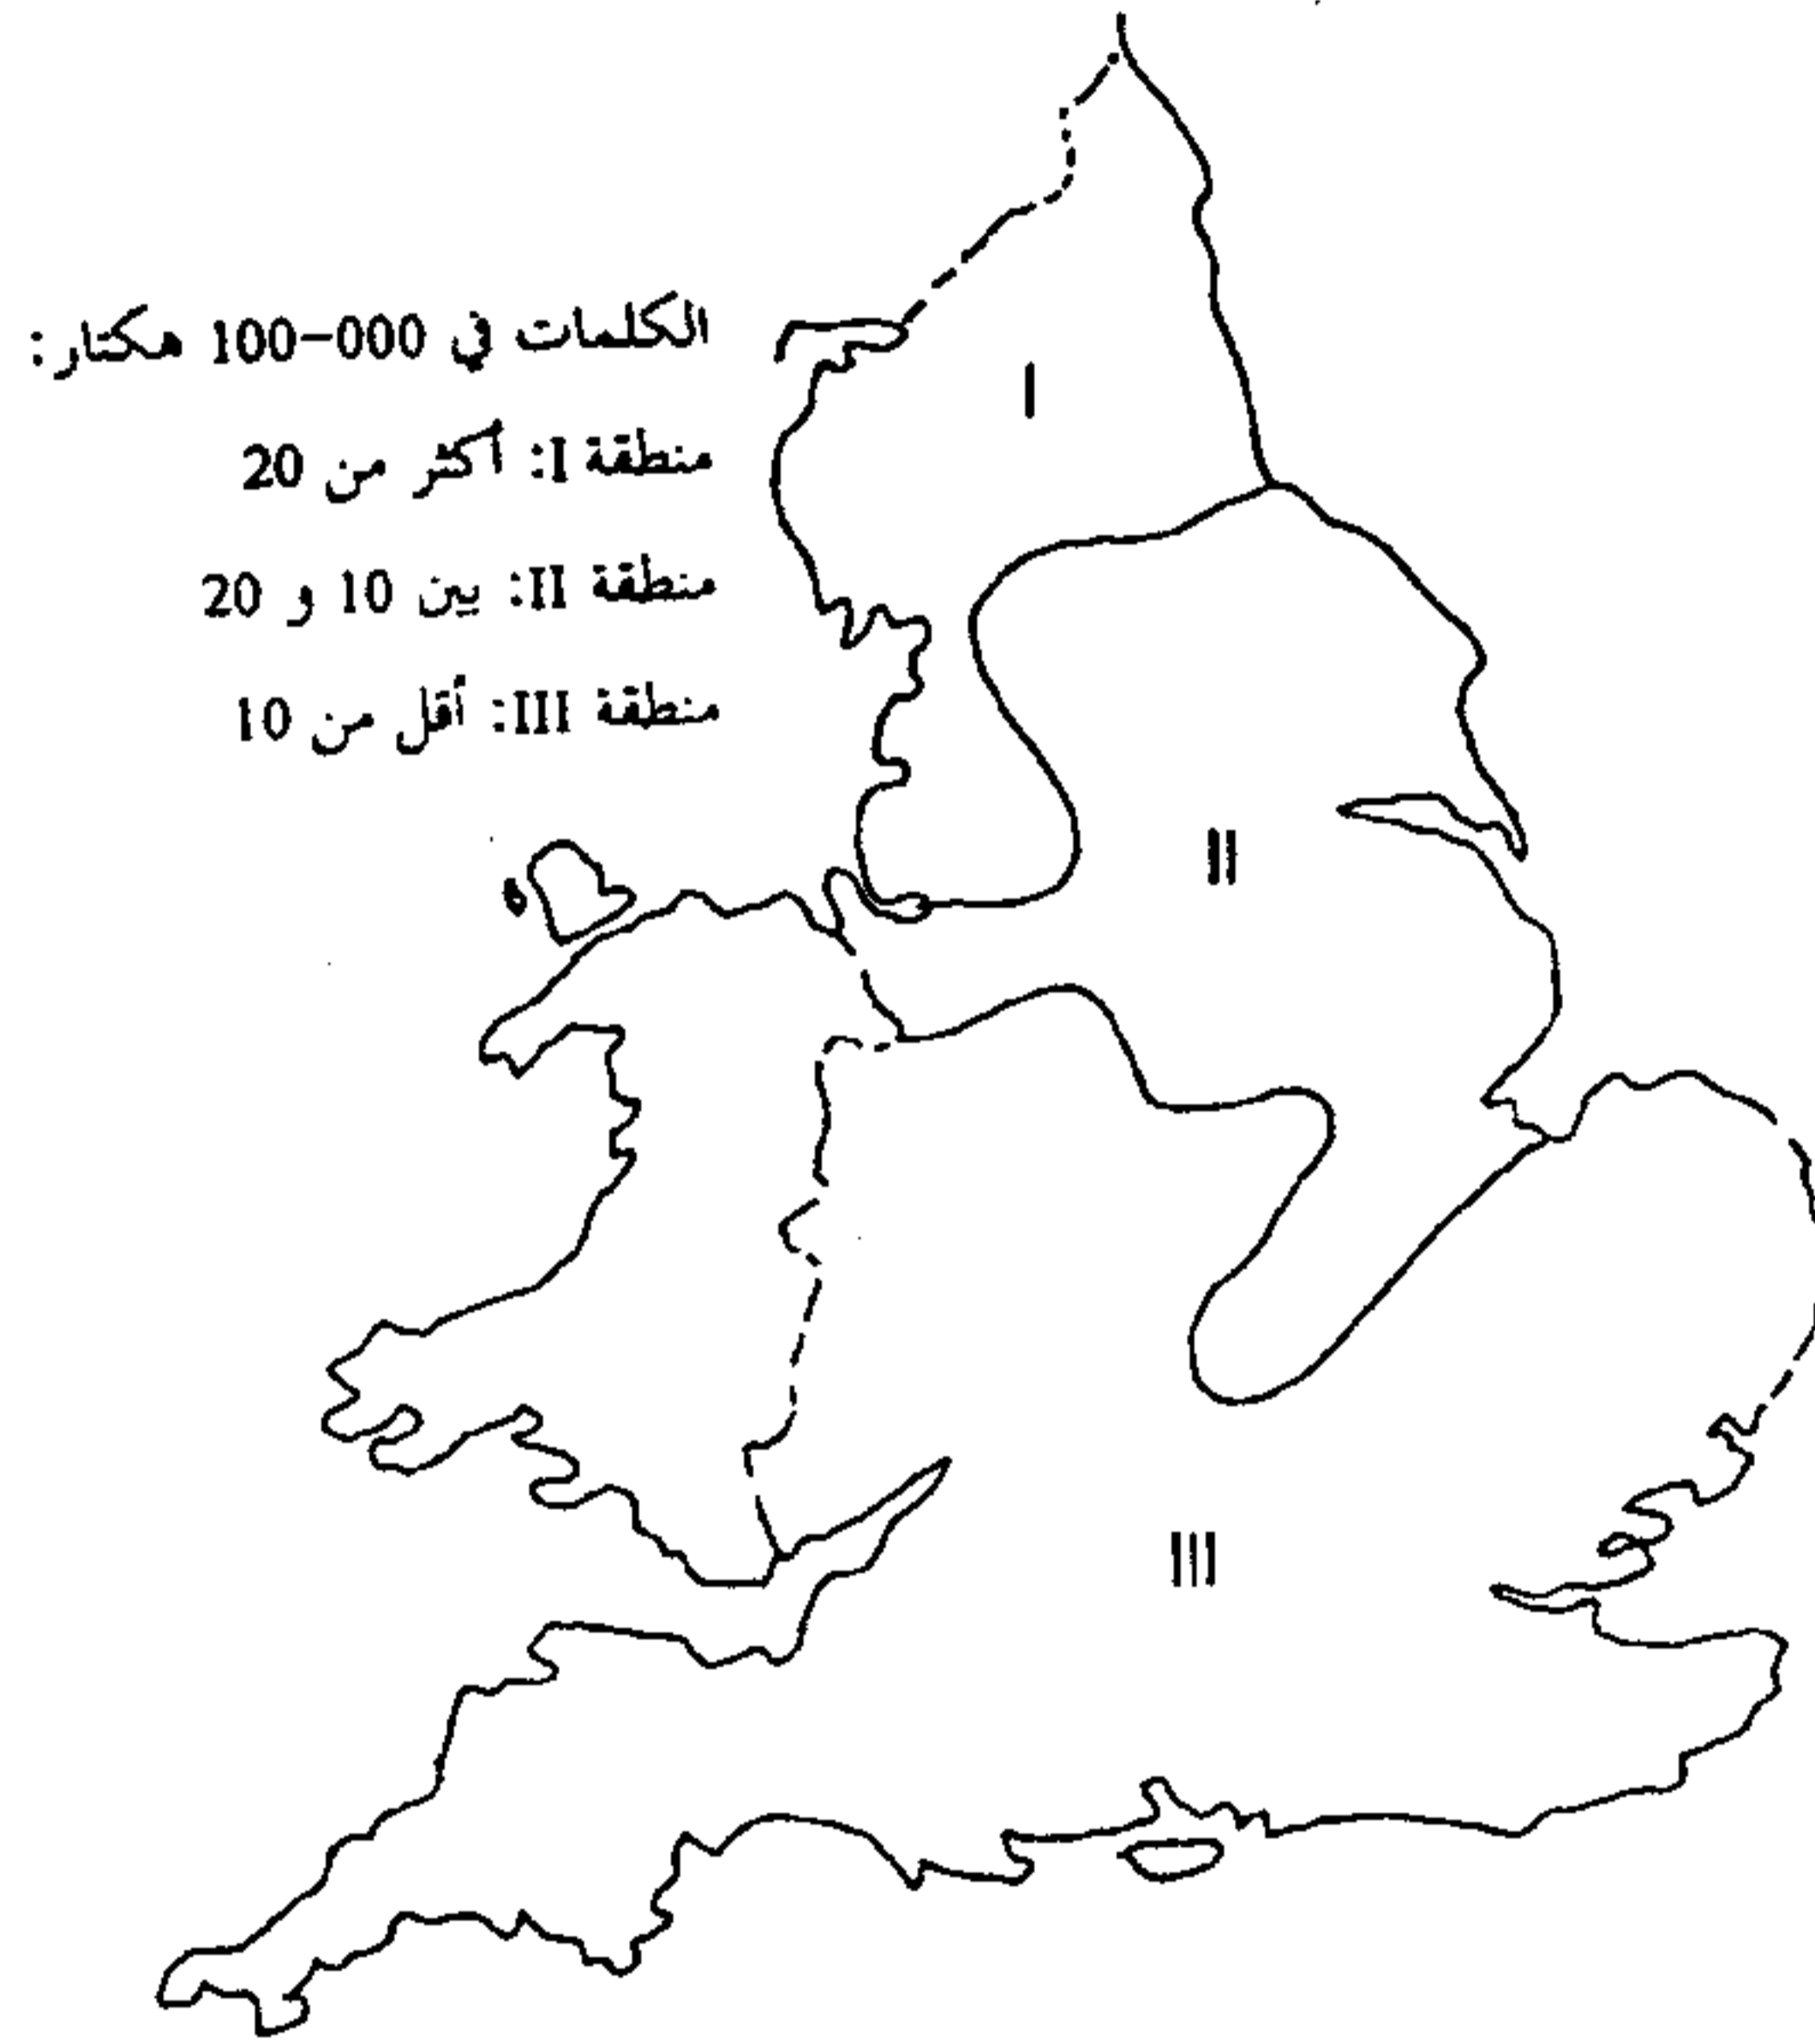 الكلمات في 000-100 هكتار :
منطقة I: أكثر من 20
منطقة II: بين 10 و 20
منطقة III: أقل من 10
I
II
III